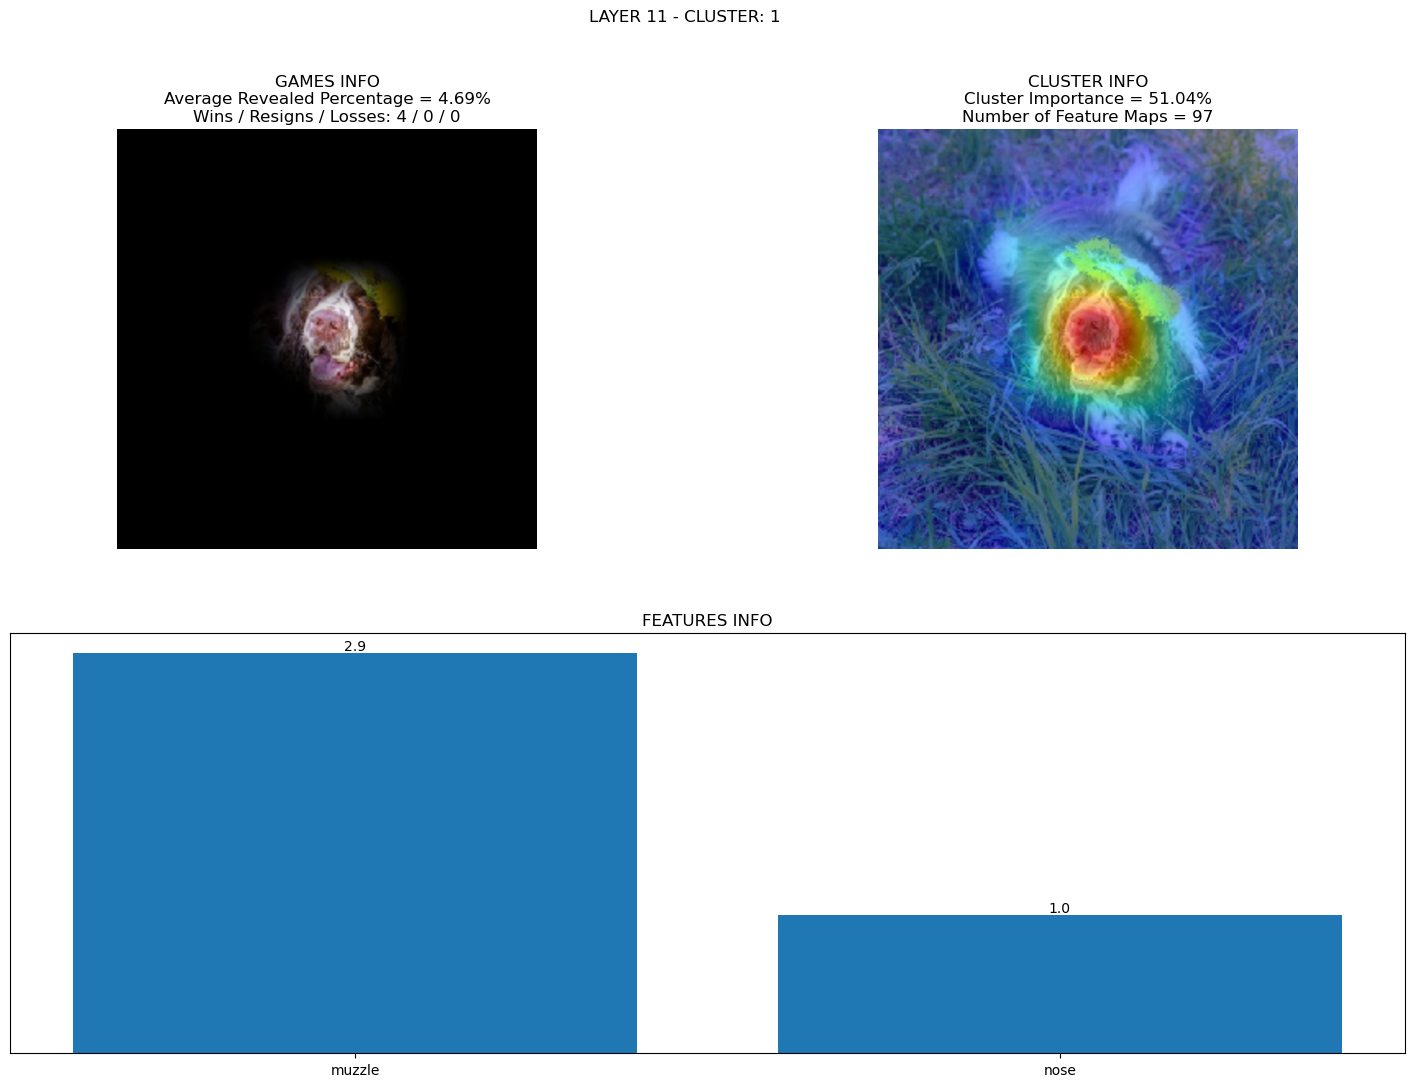 LAYER 11 - CLUSTER: 1
GAMES INFO
Average Revealed Percentage = 4.69%
Wins / Resigns / Losses: 4 / 0 / 0
CLUSTER INFO
Cluster Importance = 51.04%
Number of Feature Maps = 97
FEATURES INFO
2.9
1.0
muzzle
nose